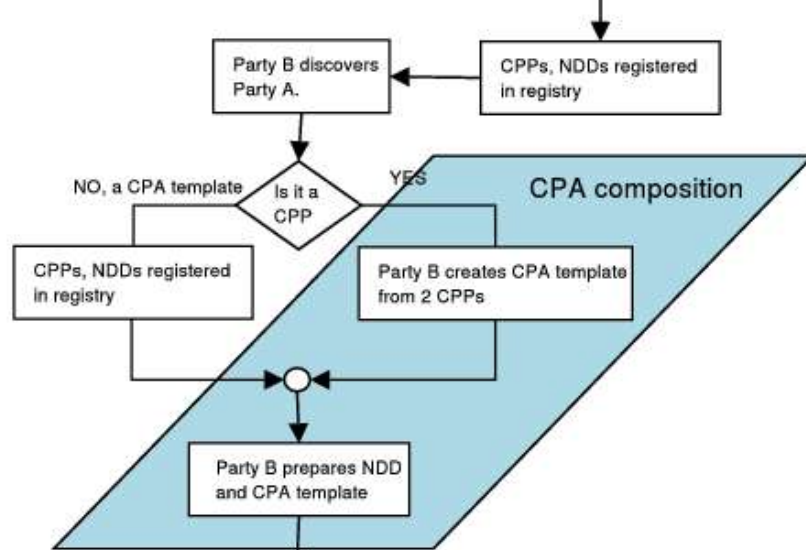 CPPs, NDDs registered
in registry
Party B discovers
Party A.
NO, a CPA template
Is it a
CPP
YES
CPA composition
CPPs, NDDs registered
in registry
Party B creates CPA template
from 2 CPPs
Party B prepares NDD
and CPA template